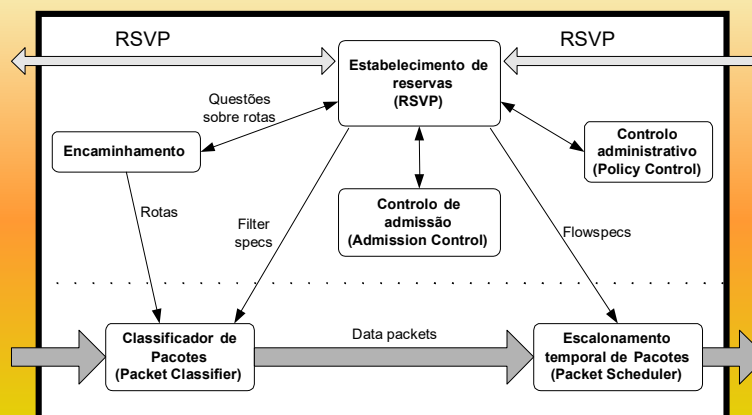 RSVP
RSVP
Estabelecimento de
reservas
(RSVP)
Questões
sobre rotas
Encaminhamento
Controlo
administrativo
(Policy Control)
Controlo de
admissão
(Admission Control)
Rotas
Filter
specs
Flowspecs
Classificador de
Pacotes
(Packet Classifier)
Data packets
Escalonamento
temporal de Pacotes
(Packet Scheduler)